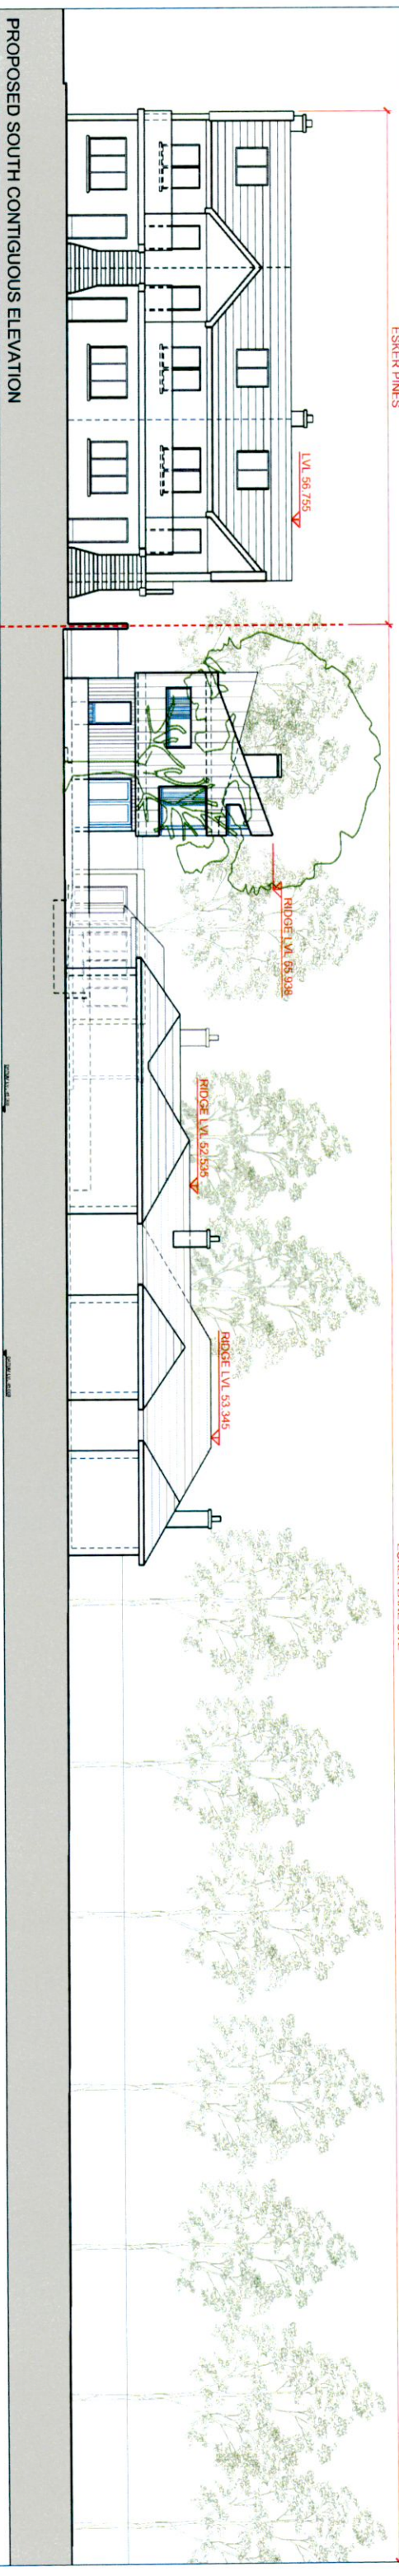 ESKER PINES
LVL 56.755
RIDGE LVL 55.938
RIDGE LVL 52.535
RIDGE LVL 53.345
PROPOSED SOUTH CONTIGUOUS ELEVATION